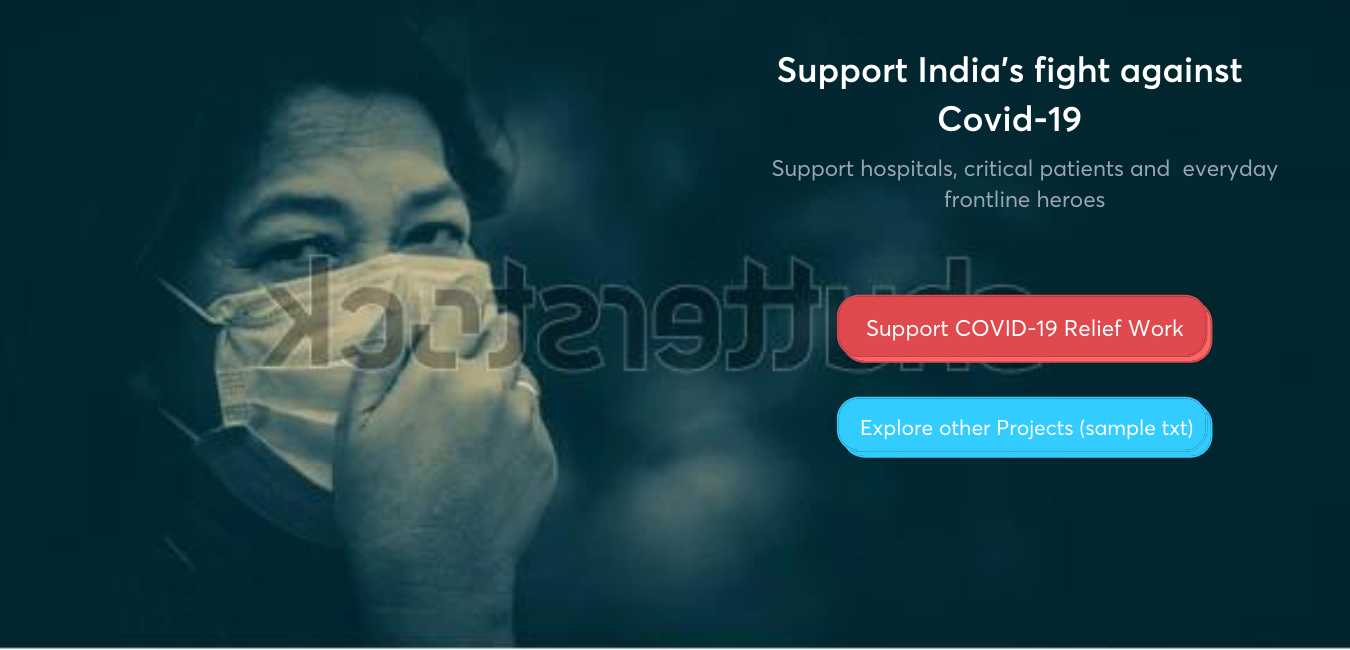 Support India's fight against
Covid-19
Support hospitals, critical patients and  everyday
frontline heroes
shutterstock
Support COVID-19 Relief Work
Explore other Projects (sample txt)